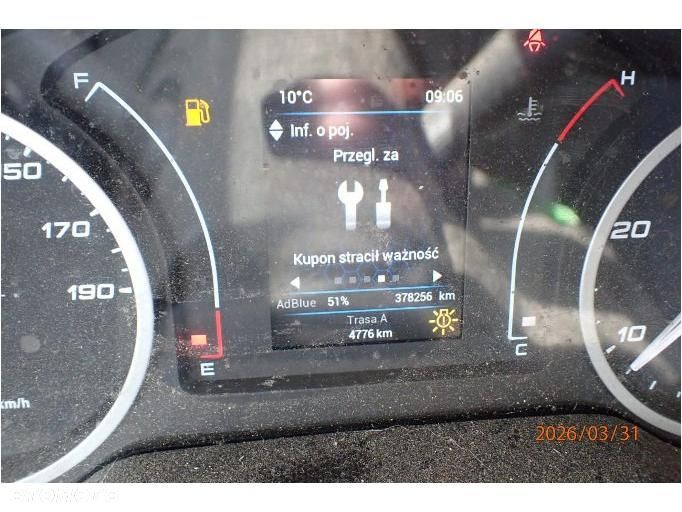 F
H
10°C
09:06
Inf. o poj.
Przegl. za
150
170
190
20
10
Kupon stracił ważność
AdBlue 51% 378256 km
Trasa A
4776 km
E
C
km/h
2026/03/31
OTOMOTO